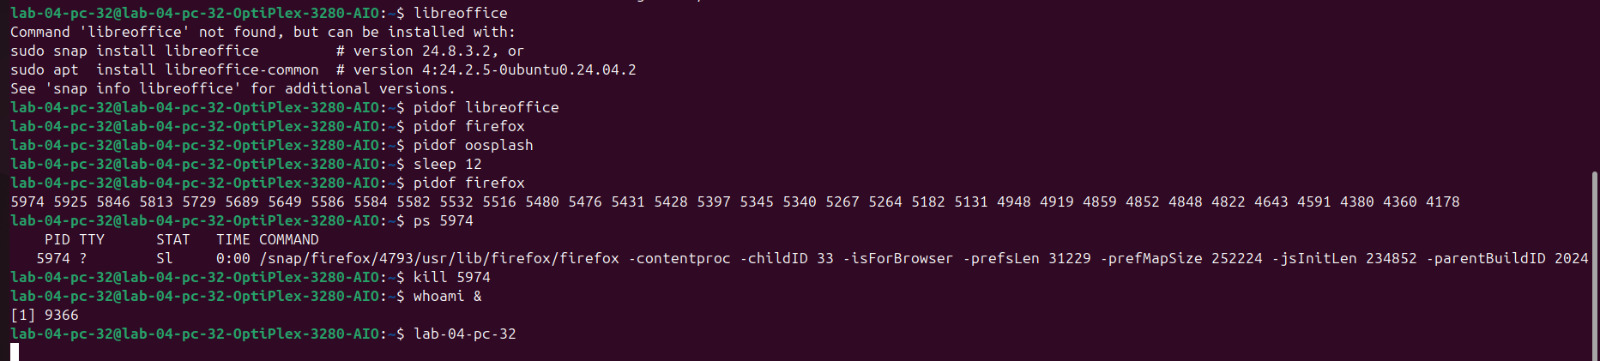 lab-04-pc-32@lab-04-pc-32-OptiPlex-3280-AIO:~$ libreoffice
Command 'libreoffice' not found, but can be installed with:
sudo snap install libreoffice         # version 24.8.3.2, or
sudo apt  install libreoffice-common  # version 4:24.2.5-0ubuntu0.24.04.2
See 'snap info libreoffice' for additional versions.
lab-04-pc-32@lab-04-pc-32-OptiPlex-3280-AIO:~$ pidof libreoffice
lab-04-pc-32@lab-04-pc-32-OptiPlex-3280-AIO:~$ pidof firefox
lab-04-pc-32@lab-04-pc-32-OptiPlex-3280-AIO:~$ pidof oosplash
lab-04-pc-32@lab-04-pc-32-OptiPlex-3280-AIO:~$ sleep 12
lab-04-pc-32@lab-04-pc-32-OptiPlex-3280-AIO:~$ pidof firefox
5974 5925 5846 5813 5729 5689 5649 5586 5584 5582 5532 5516 5480 5476 5431 5428 5397 5345 5340 5267 5264 5182 5131 4948 4919 4859 4852 4848 4822 4643 4591 4380 4360 4178
lab-04-pc-32@lab-04-pc-32-OptiPlex-3280-AIO:~$ ps 5974
    PID TTY      STAT   TIME COMMAND
   5974 ?        Sl     0:00 /snap/firefox/4793/usr/lib/firefox/firefox -contentproc -childID 33 -isForBrowser -prefsLen 31229 -prefMapSize 252224 -jsInitLen 234852 -parentBuildID 2024
lab-04-pc-32@lab-04-pc-32-OptiPlex-3280-AIO:~$ kill 5974
lab-04-pc-32@lab-04-pc-32-OptiPlex-3280-AIO:~$ whoami &
[1] 9366
lab-04-pc-32@lab-04-pc-32-OptiPlex-3280-AIO:~$ lab-04-pc-32